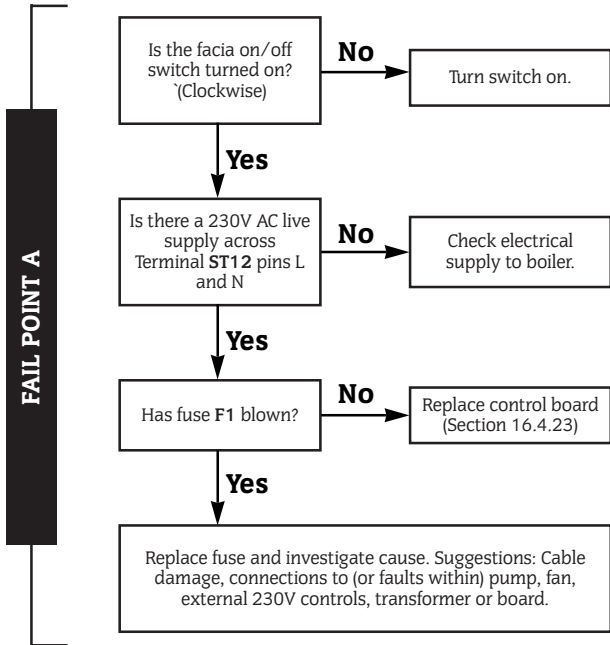 FAIL POINT A
Is the facia on/off
switch turned on?
`(Clockwise)
No
Turn switch on.
Yes
Is there a 230V AC live
supply across
Terminal ST12 pins L
and N
No
Check electrical
supply to boiler.
Yes
Has fuse F1 blown?
No
Replace control board
(Section 16.4.23)
Yes
Replace fuse and investigate cause. Suggestions: Cable
damage, connections to (or faults within) pump, fan,
external 230V controls, transformer or board.